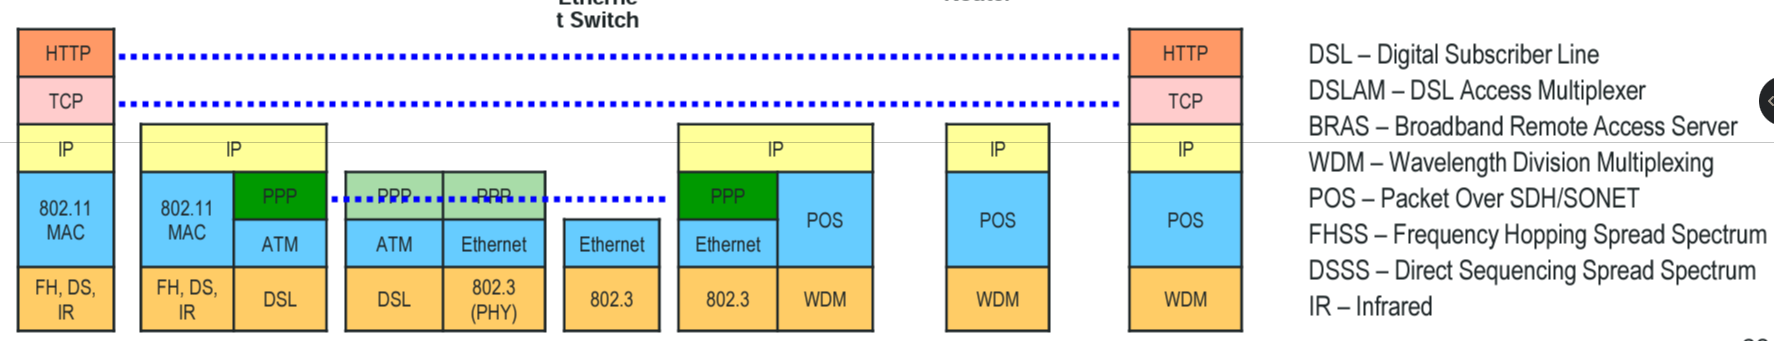 Etherne
t Switch
Router
HTTP
HTTP
TCP
TCP
IP
IP
IP
IP
IP
802.11
MAC
802.11
MAC
PPP
PPP
PPP
PPP
POS
POS
POS
ATM
ATM
Ethernet
Ethernet
Ethernet
FH, DS,
IR
FH, DS,
IR
DSL
DSL
802.3
(PHY)
802.3
802.3
WDM
WDM
WDM
DSL – Digital Subscriber Line
DSLAM – DSL Access Multiplexer
BRAS – Broadband Remote Access Server
WDM – Wavelength Division Multiplexing
POS – Packet Over SDH/SONET
FHSS – Frequency Hopping Spread Spectrum
DSSS – Direct Sequencing Spread Spectrum
IR – Infrared